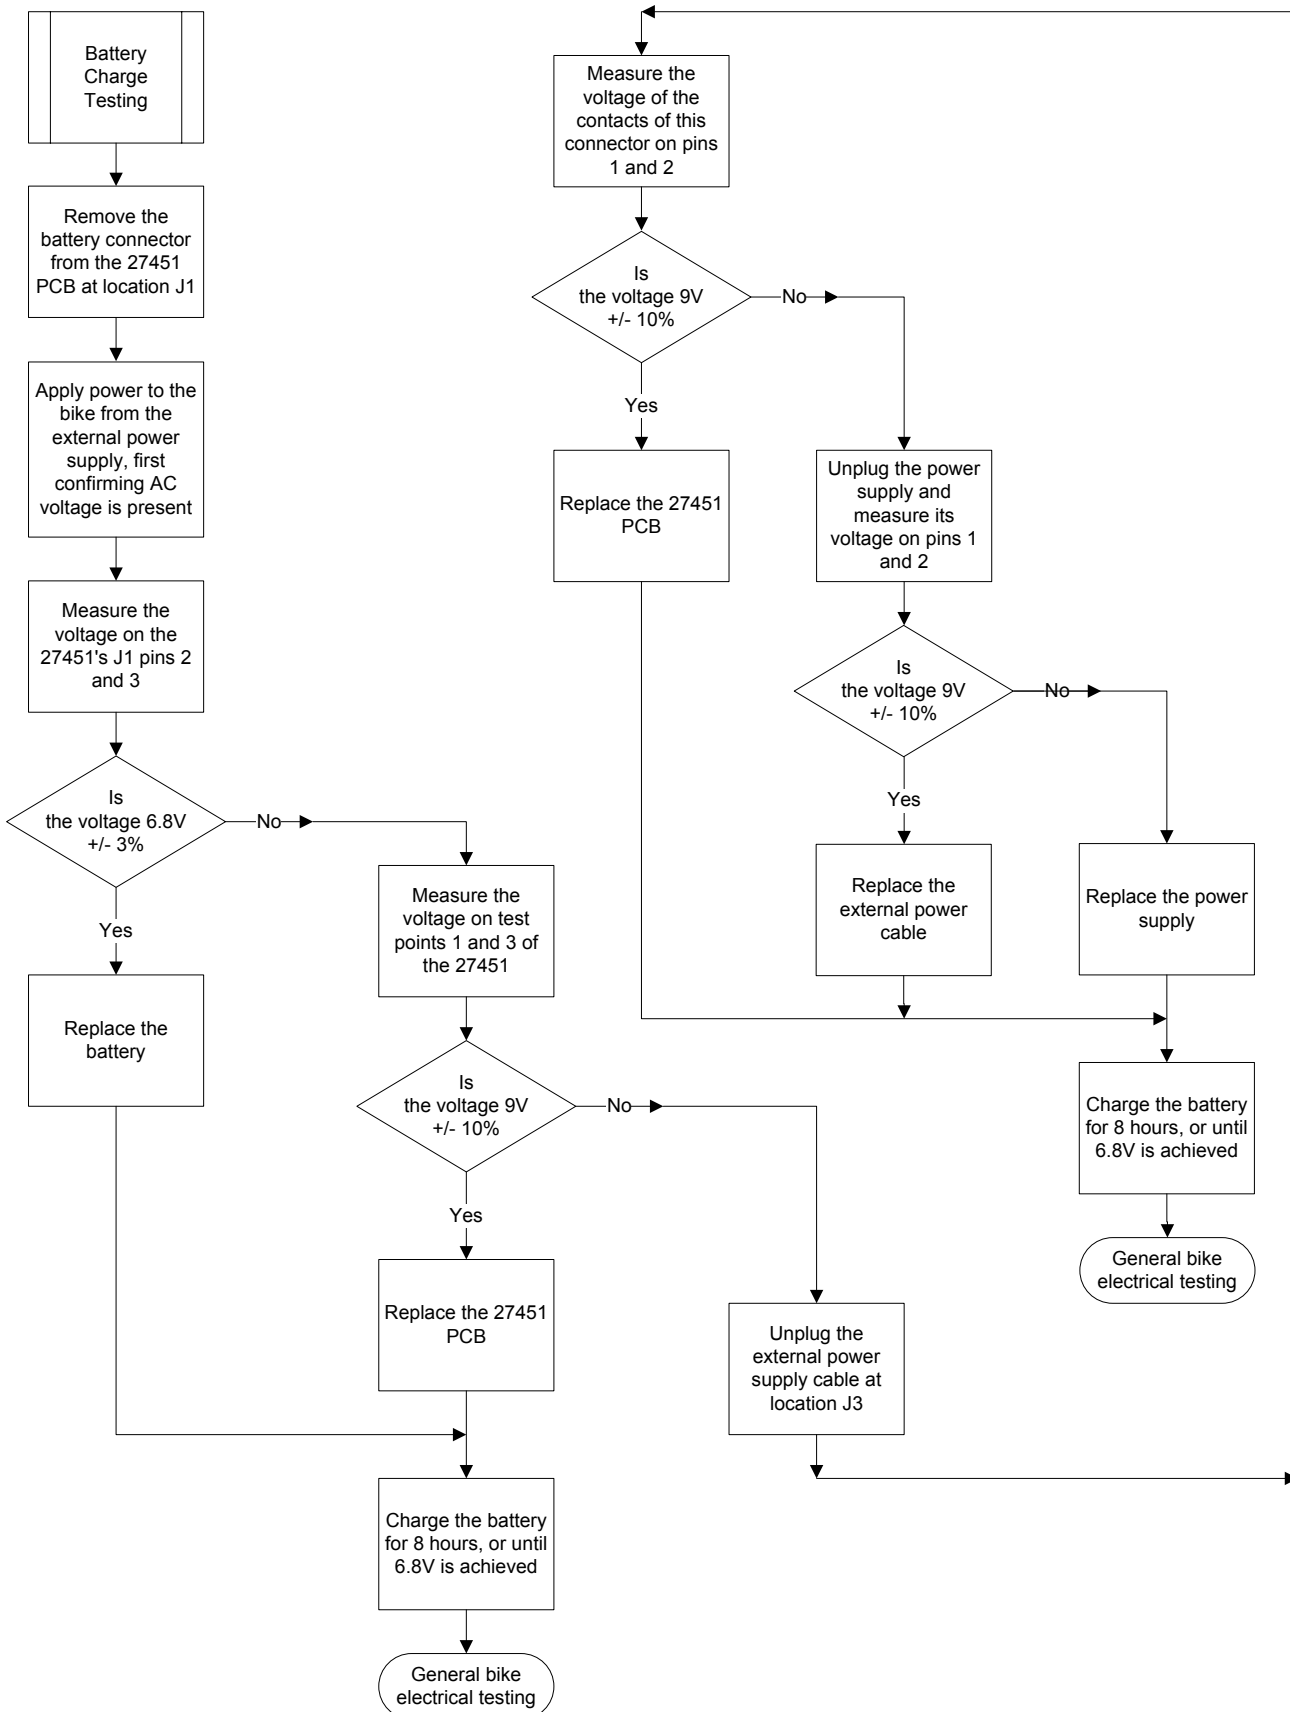 Battery
Charge
Testing
Remove the
battery connector
from the 27451
PCB at location J1
Apply power to the
bike from the
external power
supply, first
confirming AC
voltage is present
Measure the
voltage on the
27451's J1 pins 2
and 3
Is
the voltage 6.8V
+/- 3%
No
Yes
Replace the
battery
Measure the
voltage on test
points 1 and 3 of
the 27451
Is
the voltage 9V
+/- 10%
No
Yes
Replace the 27451
PCB
Charge the battery
for 8 hours, or until
6.8V is achieved
General bike
electrical testing
Unplug the
external power
supply cable at
location J3
Measure the
voltage of the
contacts of this
connector on pins
1 and 2
Is
the voltage 9V
+/- 10%
No
Yes
Replace the 27451
PCB
Unplug the power
supply and
measure its
voltage on pins 1
and 2
Is
the voltage 9V
+/- 10%
No
Yes
Replace the
external power
cable
Replace the power
supply
Charge the battery
for 8 hours, or until
6.8V is achieved
General bike
electrical testing